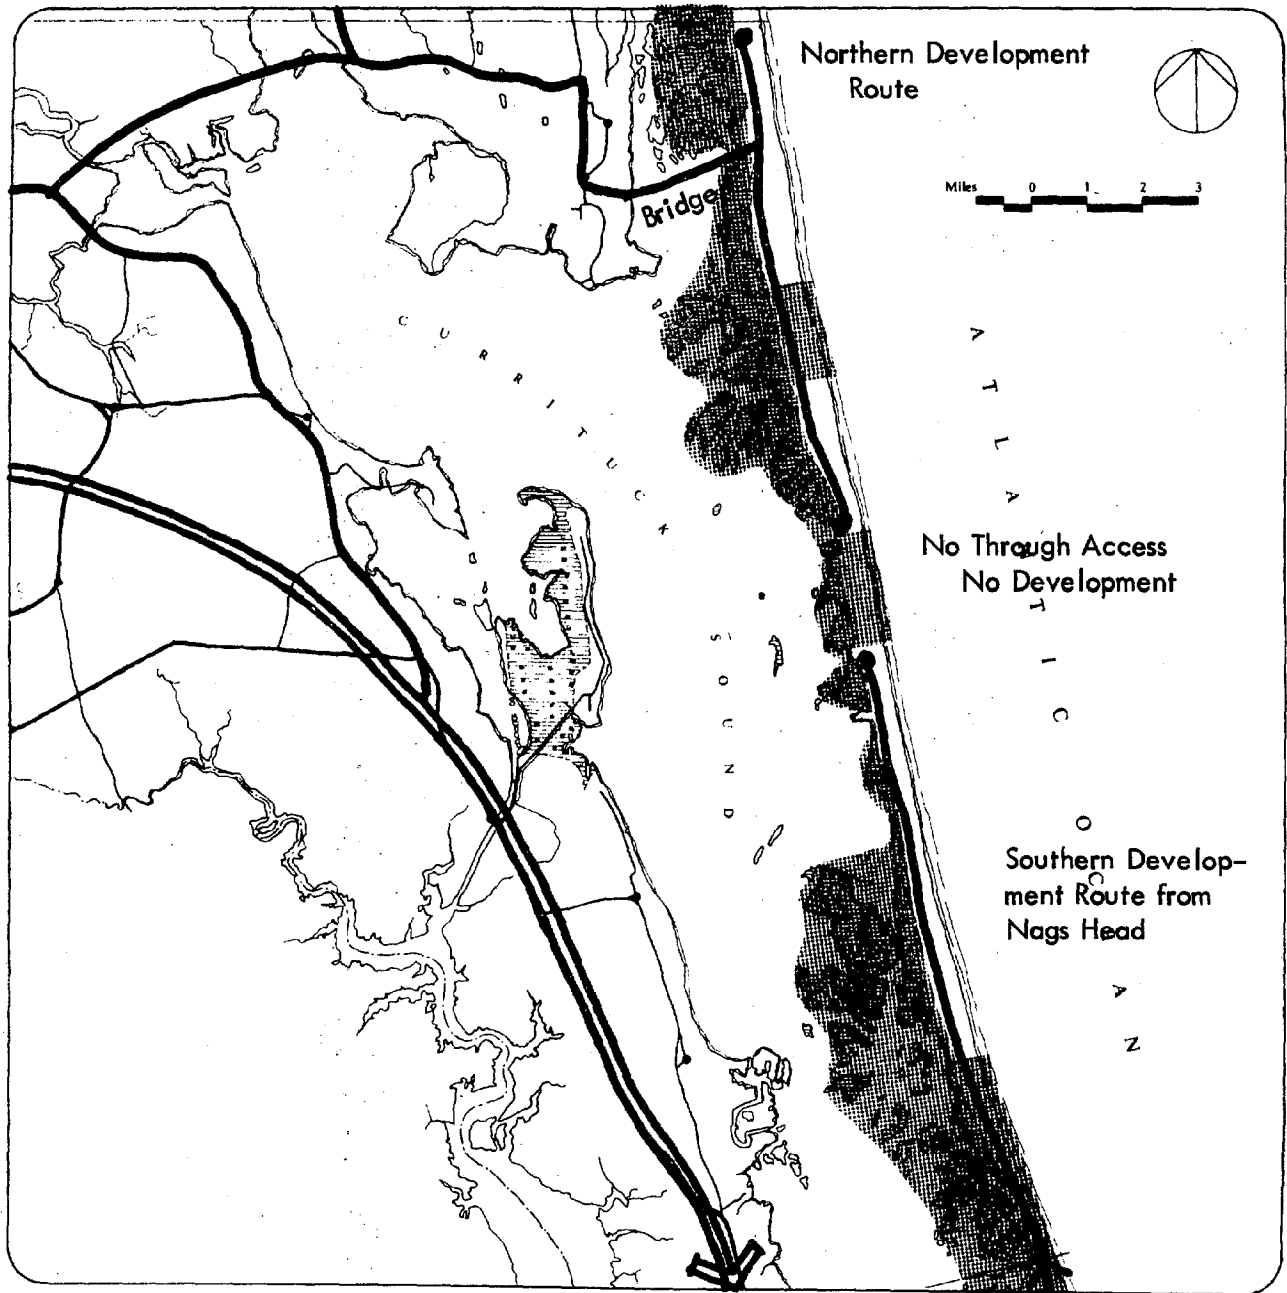 Northern Development
Route
Miles 0 1 2 3
Bridge
CURRITUCK
SOUND
ATLANTIC
OCEAN
No Through Access
No Development
Southern Develop-
ment Route from
Nags Head